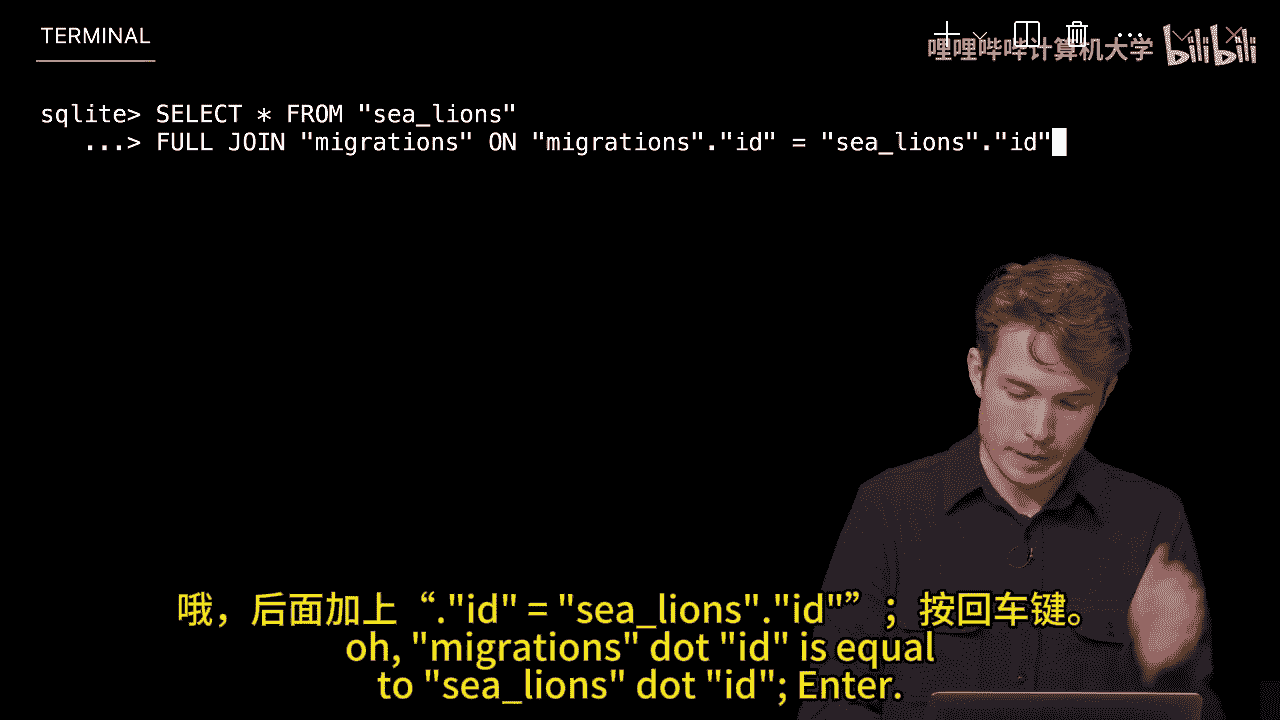 TERMINAL
哔哩哔哩计算机大学 bilibili
sqlite> SELECT * FROM "sea_lions"
...> FULL JOIN "migrations" ON "migrations"."id" = "sea_lions"."id"
哦，后面加上“."id" = "sea_lions"."id"”；按回车键。
oh, "migrations" dot "id" is equal
to "sea_lions" dot "id"; Enter.